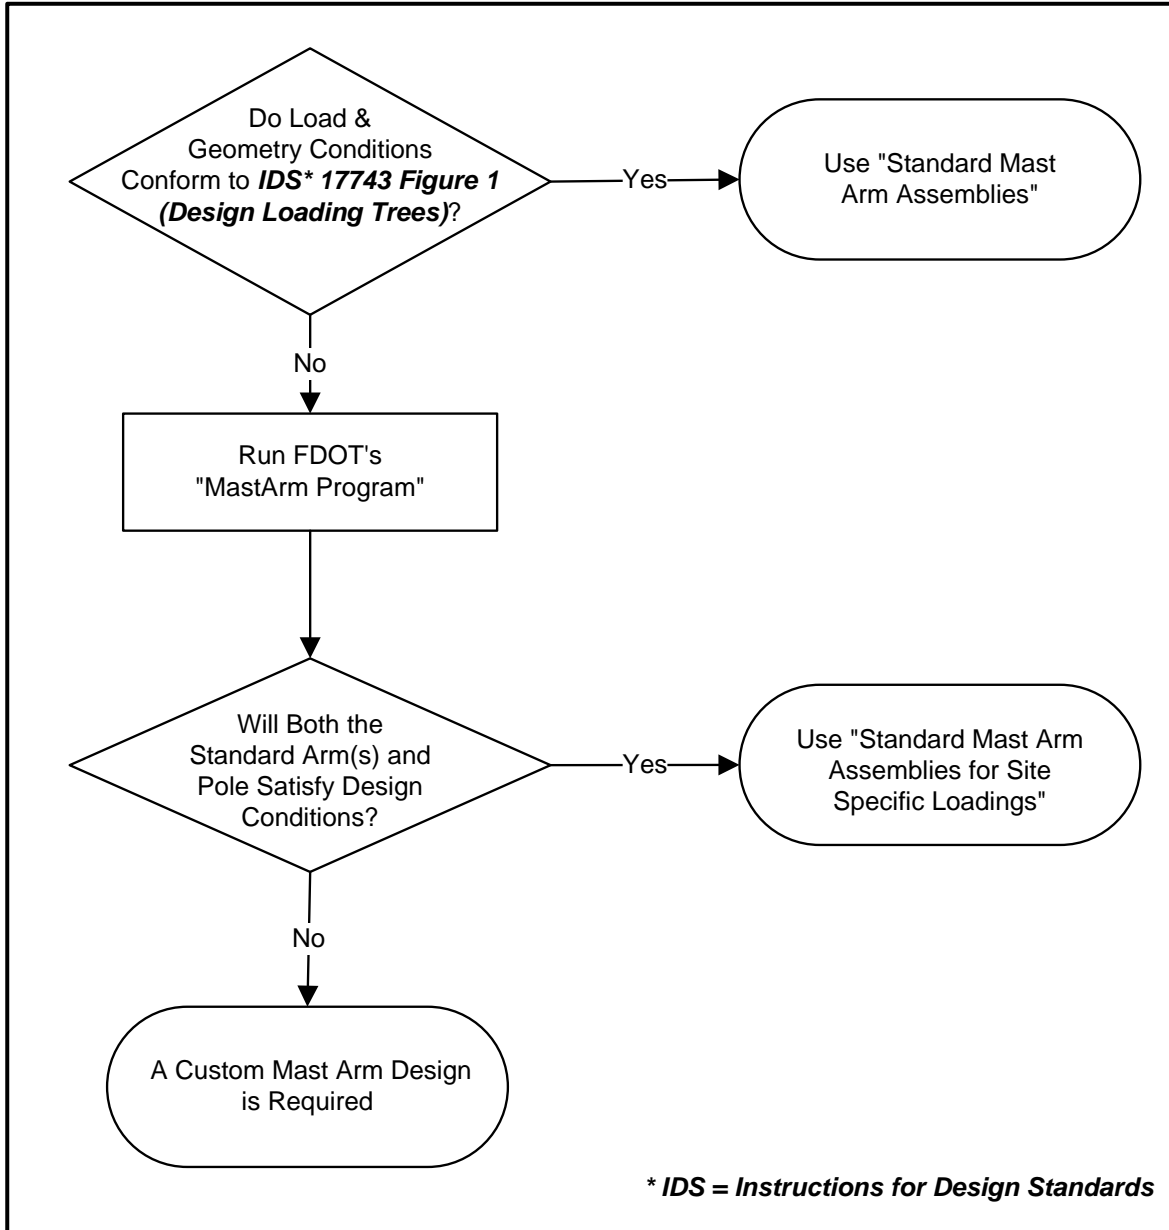 Do Load &
Geometry Conditions
Conform to IDS* 17743 Figure 1
(Design Loading Trees)?
Yes
Use "Standard Mast
Arm Assemblies"
No
Run FDOT's
"MastArm Program"
Will Both the
Standard Arm(s) and
Pole Satisfy Design
Conditions?
Yes
Use "Standard Mast Arm
Assemblies for Site
Specific Loadings"
No
A Custom Mast Arm Design
is Required
* IDS = Instructions for Design Standards